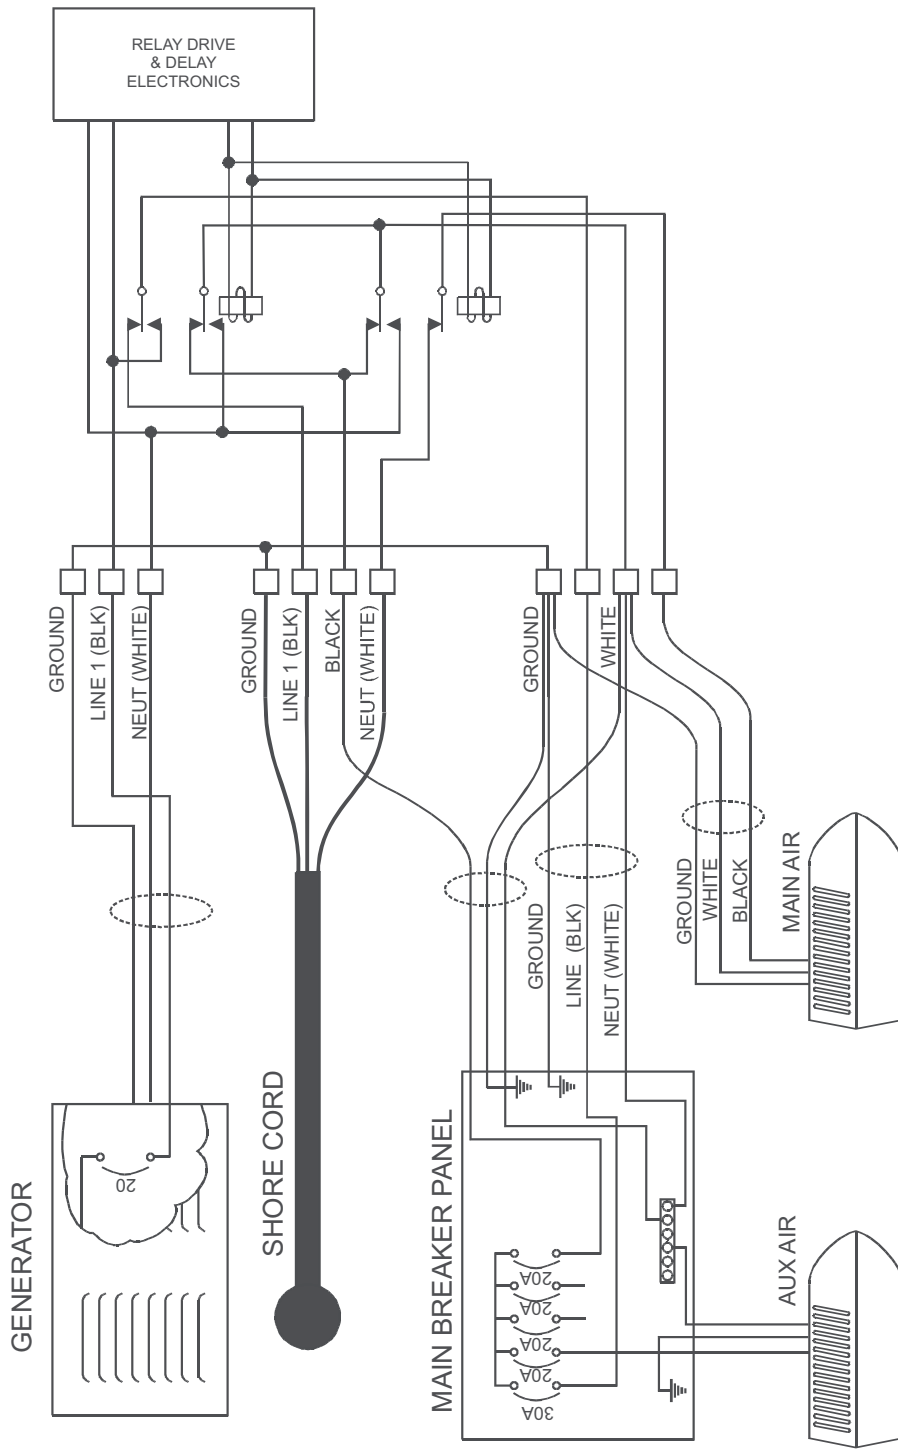 RELAY DRIVE
& DELAY
ELECTRONICS
GROUND
LINE 1 (BLK)
NEUT (WHITE)
GROUND
LINE 1 (BLK)
BLACK
NEUT (WHITE)
GROUND
WHITE
GROUND
LINE (BLK)
NEUT (WHITE)
GROUND
WHITE
BLACK
MAIN AIR
GENERATOR
20
SHORE CORD
MAIN BREAKER PANEL
20A
20A
20A
20A
30A
AUX AIR